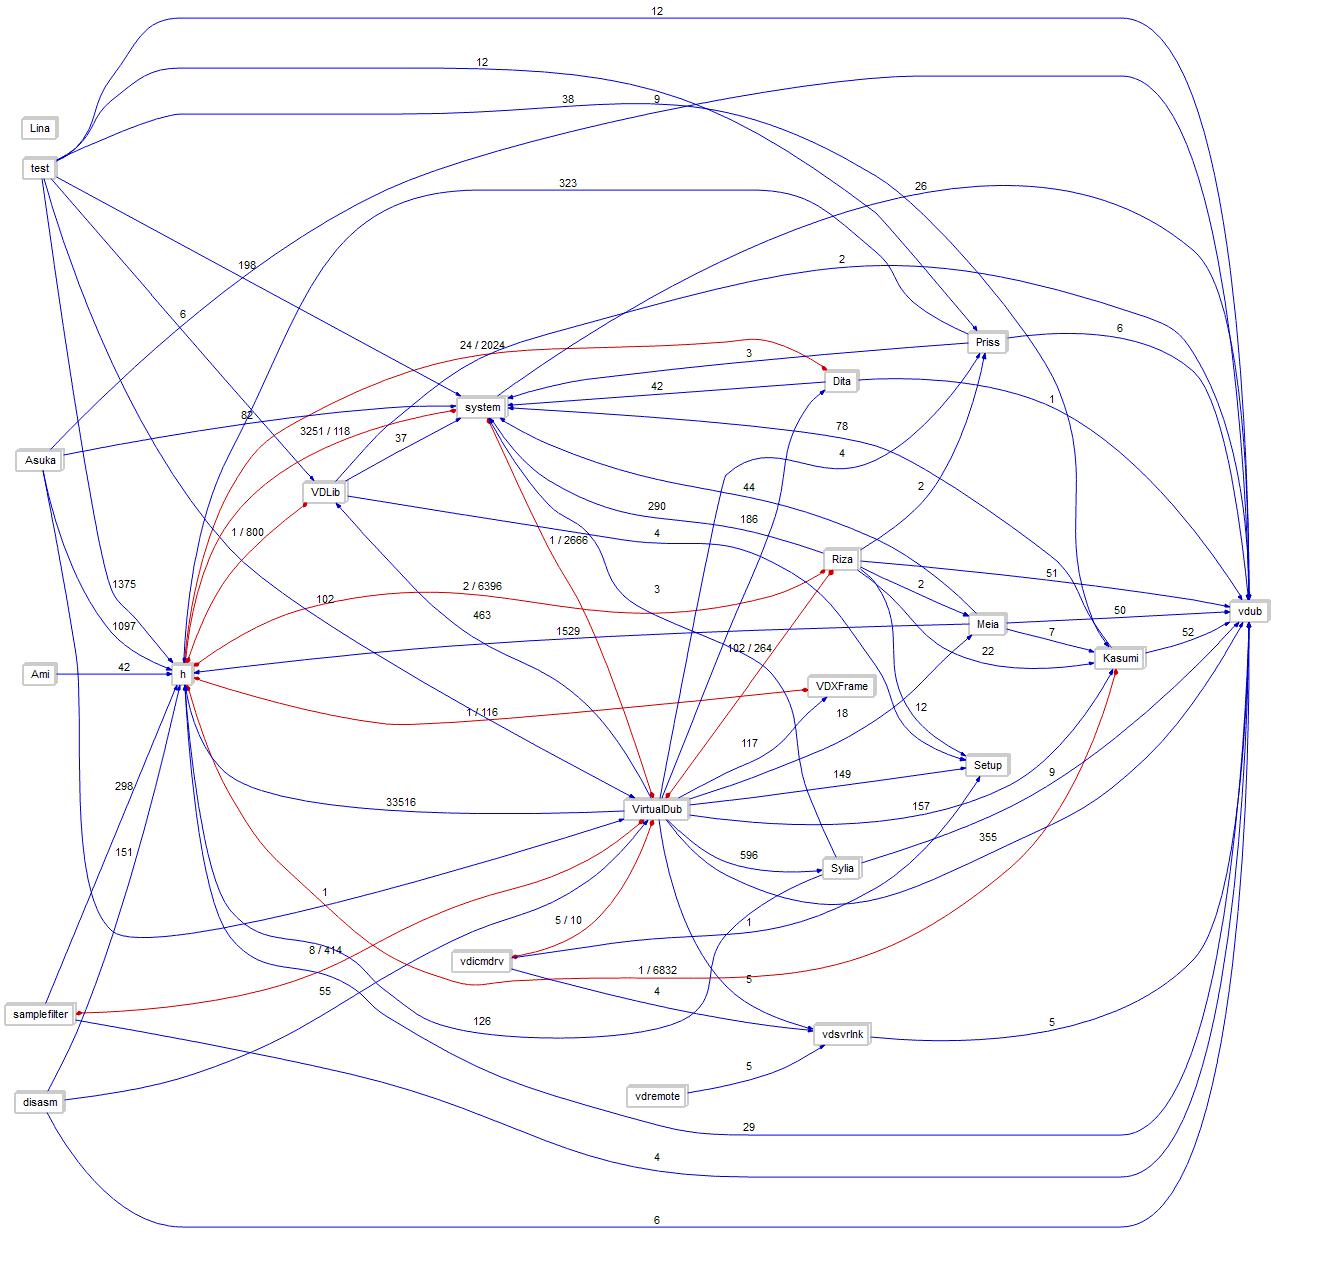 12
12
38
9
Lina
test
323
26
198
2
6
Priss
6
24 / 2024
3
Dita
42
system
1
82
3251 / 118
37
78
4
Asuka
VDLib
44
2
290
186
1 / 800
4
1 / 2666
Riza
51
1375
2 / 6396
2
102
3
463
50
vdub
1097
1529
Meia
7
52
102 / 264
22
Kasumi
Ami
42
h
VDXFrame
1 / 116
18
12
117
Setup
149
298
33516
VirtualDub
157
9
355
151
596
Sylia
1
5 / 10
1
8 / 414
vdicmdrv
1 / 6832
5
55
4
samplefilter
126
vdsvrlnk
5
5
vdremote
disasm
29
4
6